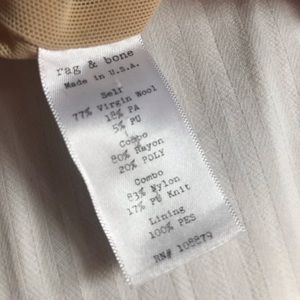 rag & bone
Made in U.S.A.
Self
77% Virgin Wool
18% PA
5% PU
Combo
80% Rayon
20% POLY
Combo
83% Nylon
17% PU Knit
Lining
100% PES
RN# 108879